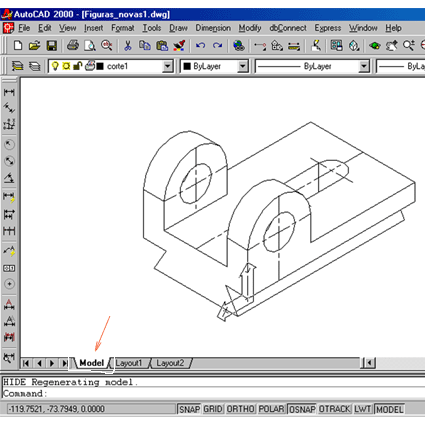 AutoCAD 2000 - [Figuras_novas1.dwg]
File Edit View Insert Format Tools Draw Dimension Modify dbConnect Express Window Help
corte1 ByLayer ByLayer ByL
Model Layout1 Layout2
HIDE Regenerating model.
Command:
-119.7521, -73.7949, 0.0000 SNAP GRID ORTHO POLAR OSNAP OTRACK LWT MODEL